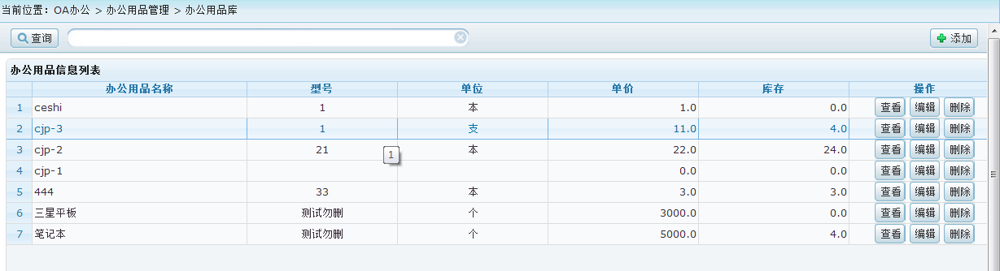 当前位置：OA办公 > 办公用品管理 > 办公用品库
查询 添加
办公用品信息列表
办公用品名称 型号 单位 单价 库存 操作
1 ceshi 1 本 1.0 0.0 查看 编辑 删除
2 cjp-3 1 支 11.0 4.0 查看 编辑 删除
3 cjp-2 21 本 22.0 24.0 查看 编辑 删除
1
4 cjp-1 0.0 0.0 查看 编辑 删除
5 444 33 本 3.0 3.0 查看 编辑 删除
6 三星平板 测试勿删 个 3000.0 0.0 查看 编辑 删除
7 笔记本 测试勿删 个 5000.0 4.0 查看 编辑 删除